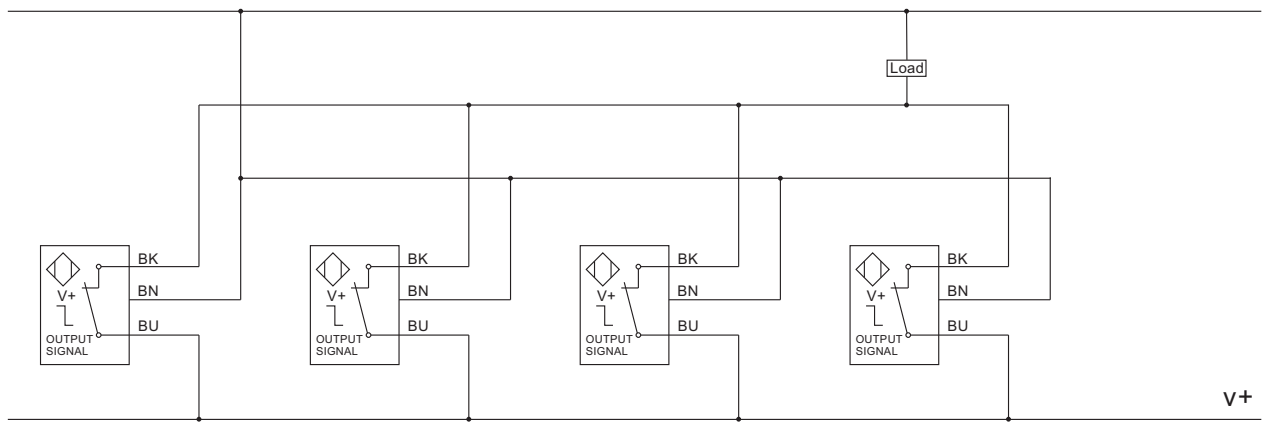 Load
BK
V+
BN
BU
OUTPUT
SIGNAL
BK
V+
BN
BU
OUTPUT
SIGNAL
BK
V+
BN
BU
OUTPUT
SIGNAL
BK
V+
BN
BU
OUTPUT
SIGNAL
v+